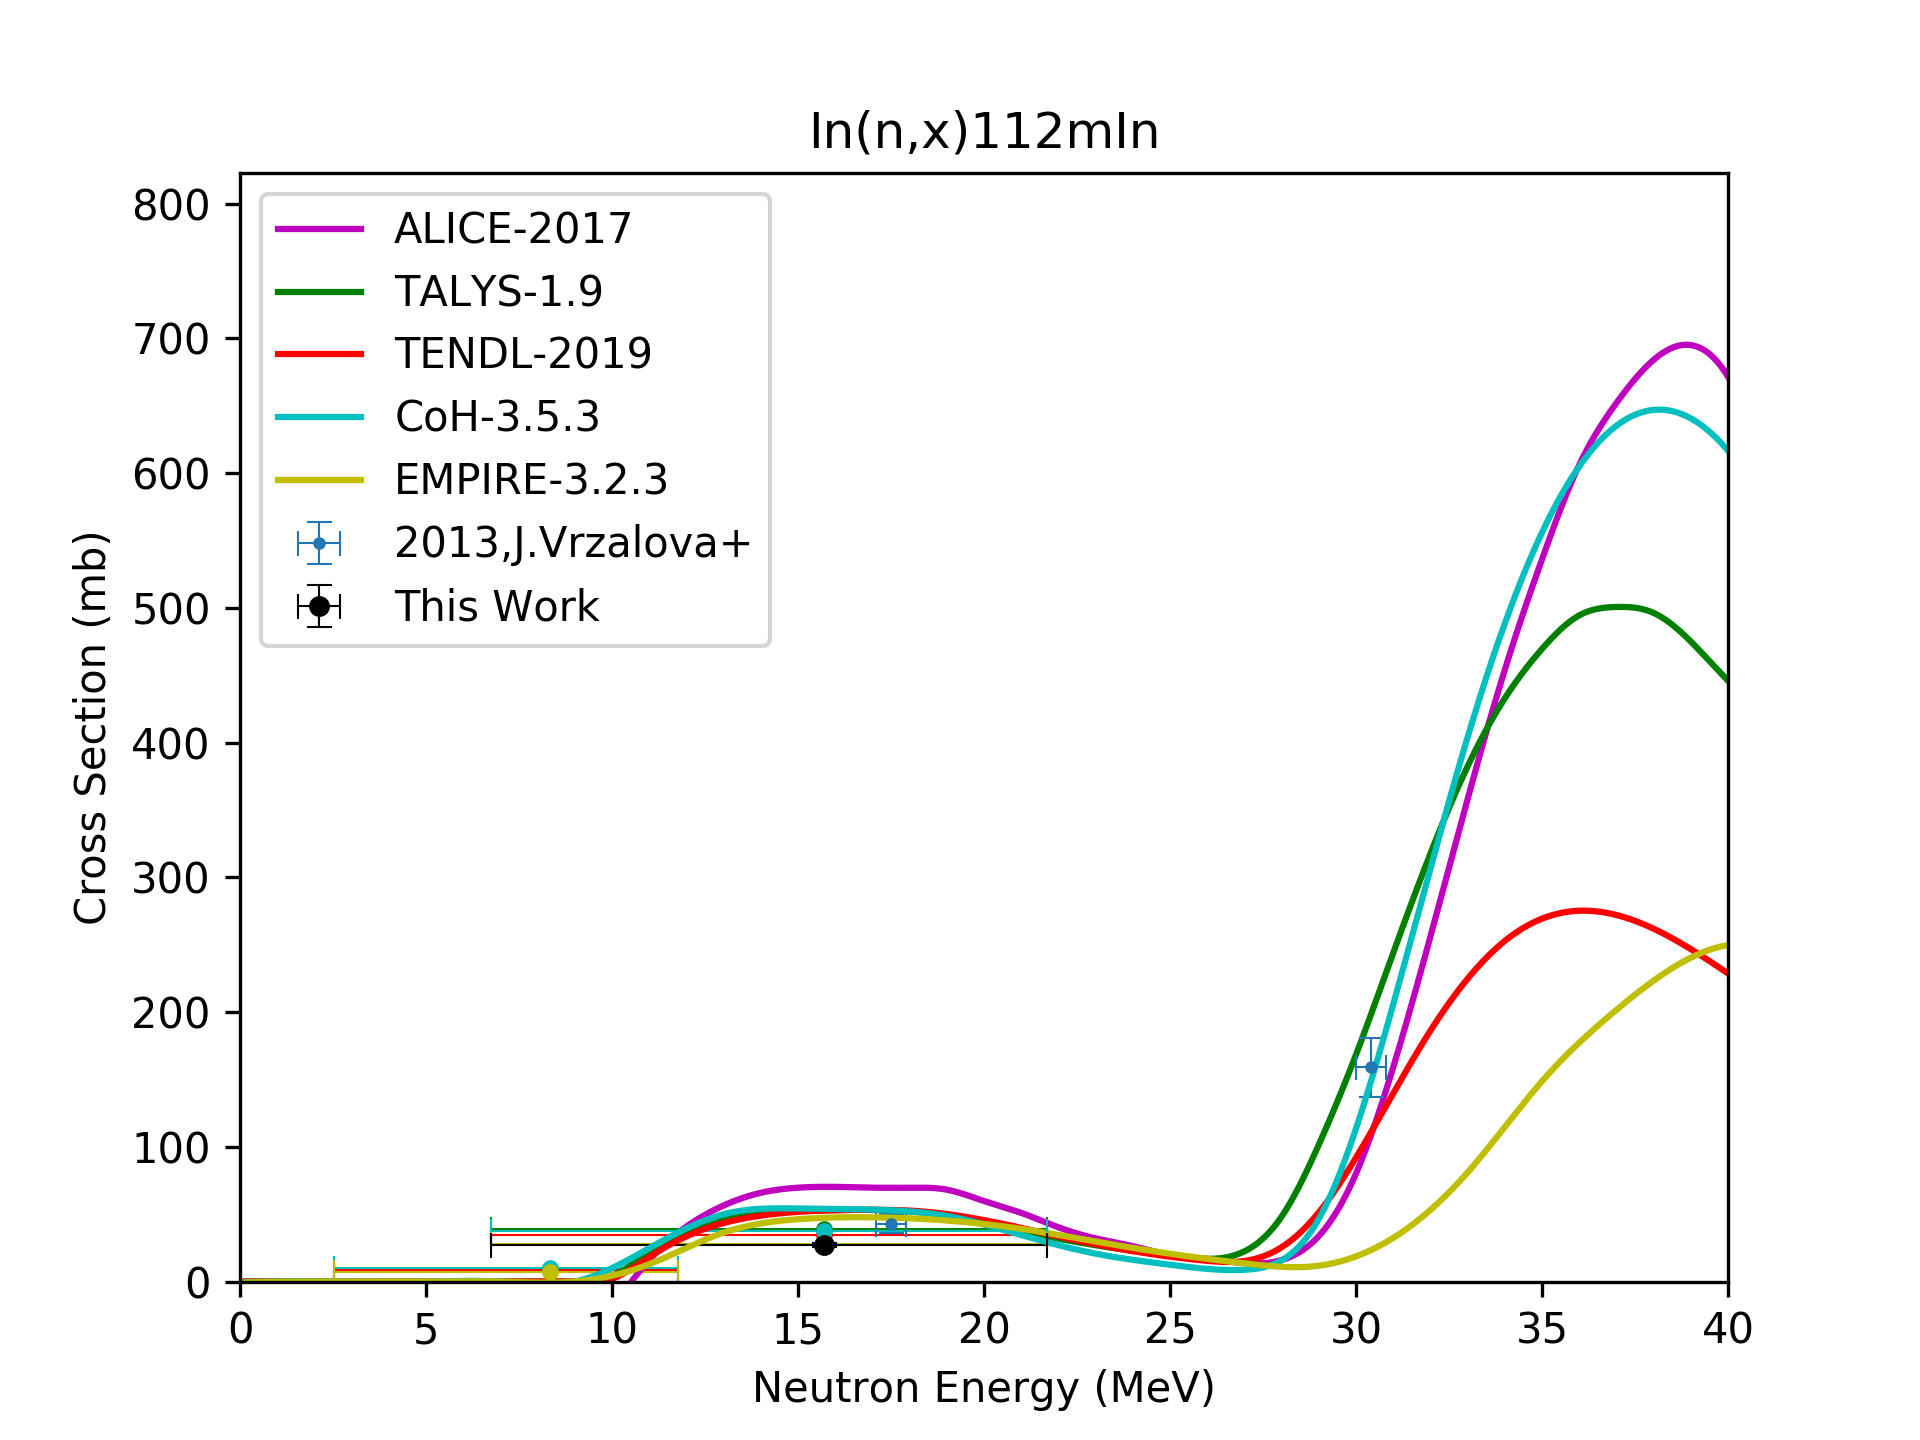 In(n,x)112mIn
800
700
600
500
400
300
200
100
0
Cross Section (mb)
ALICE-2017
TALYS-1.9
TENDL-2019
CoH-3.5.3
EMPIRE-3.2.3
2013,J.Vrzalova+
This Work
0 5 10 15 20 25 30 35 40
Neutron Energy (MeV)